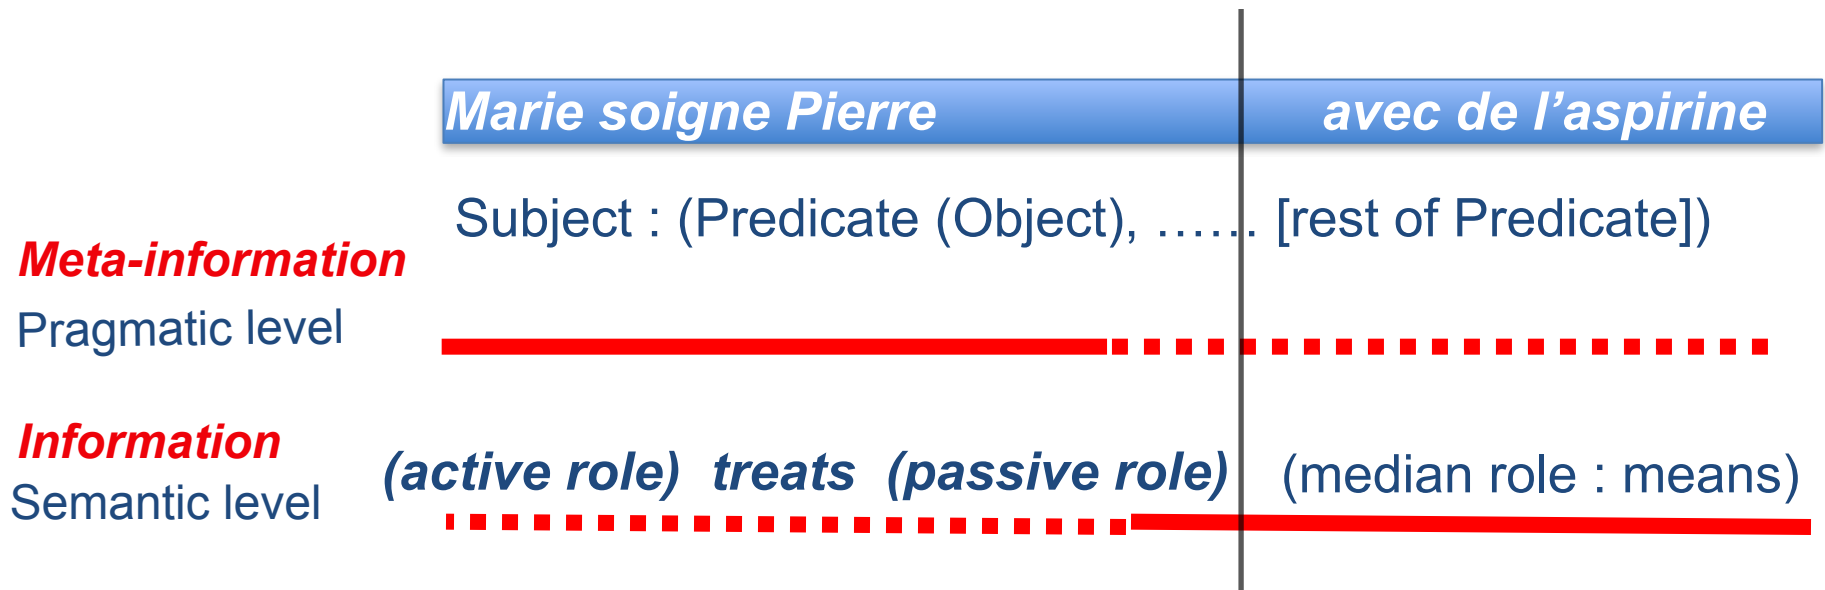 Marie soigne Pierre avec de l’aspirine
Subject : (Predicate (Object), …… [rest of Predicate])
Meta-information
Pragmatic level
Information
(active role) treats (passive role) (median role : means)
Semantic level